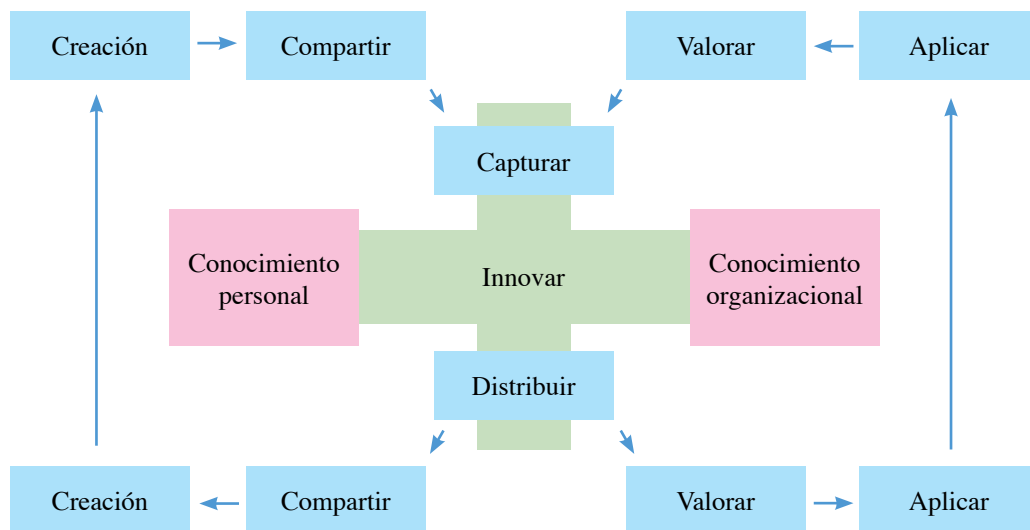 Creación
Compartir
Valorar
Aplicar
Capturar
Conocimiento
personal
Innovar
Conocimiento
organizacional
Distribuir
Creación
Compartir
Valorar
Aplicar